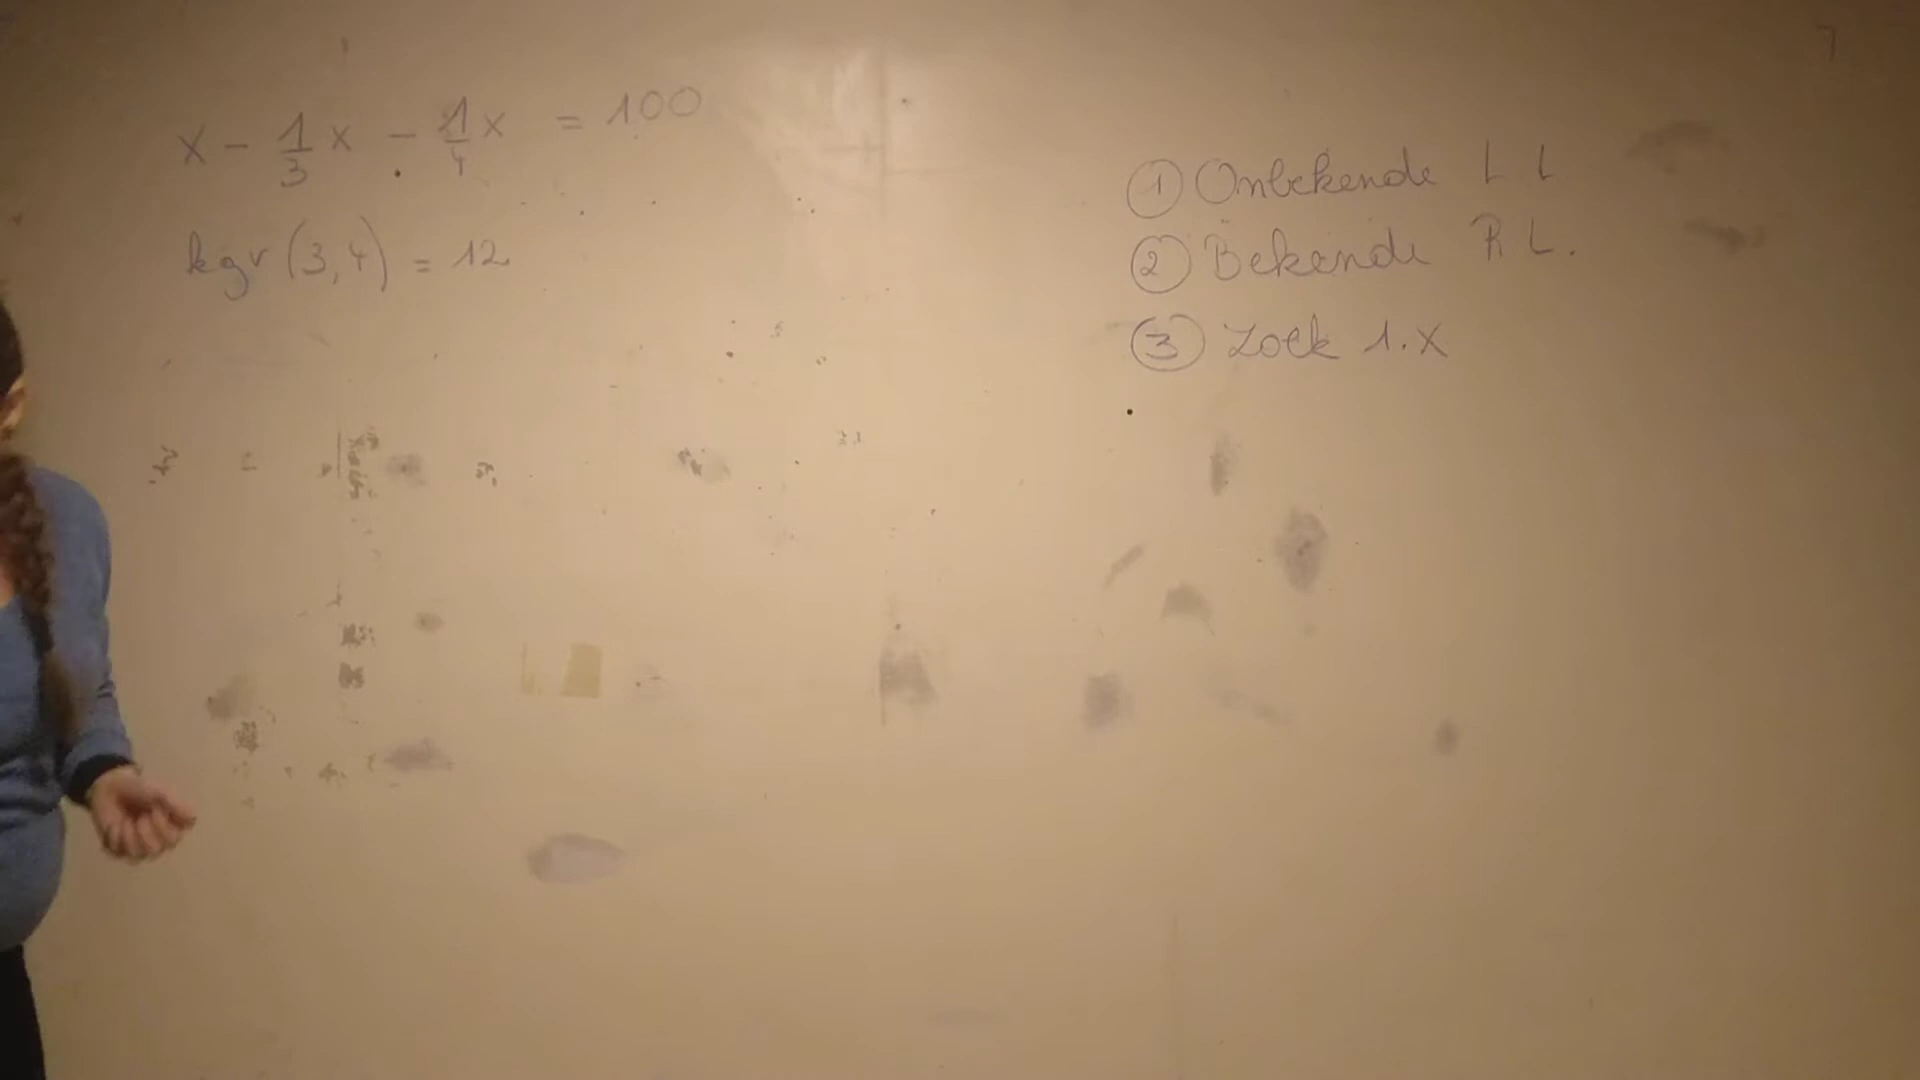 x - 1/3 x - 1/4 x = 100
kgv (3,4) = 12
① Onbekende L L
② Bekende R L.
③ Zoek 1.x